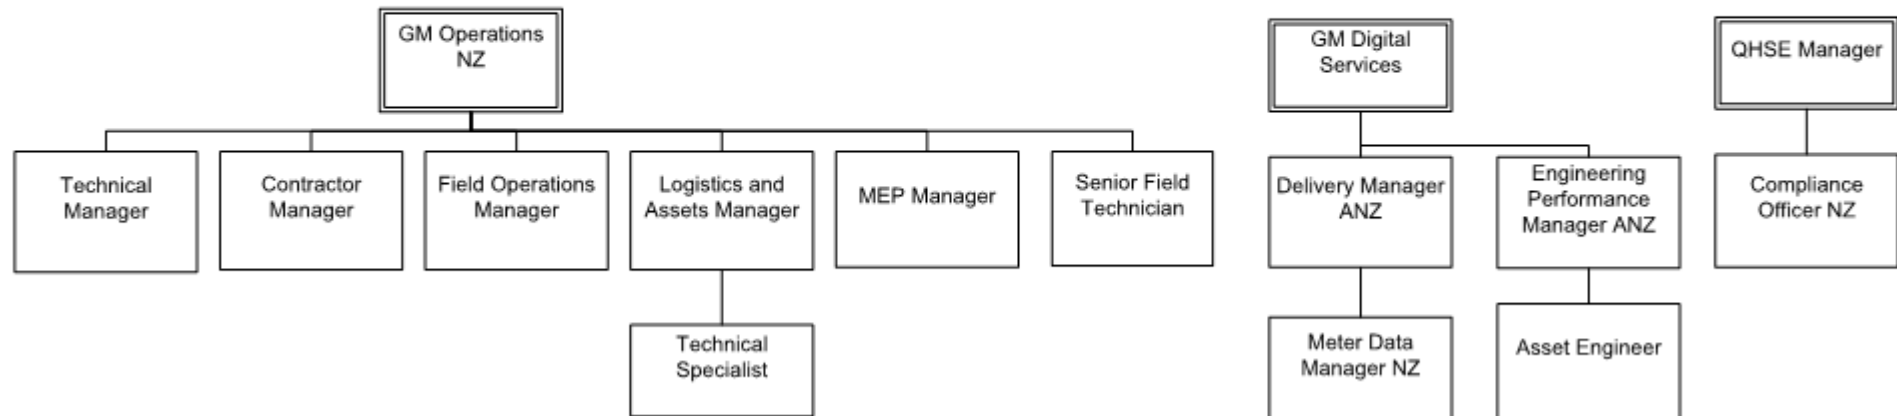 GM Operations
NZ
GM Digital
Services
QHSE Manager
Technical
Manager
Contractor
Manager
Field Operations
Manager
Logistics and
Assets Manager
MEP Manager
Senior Field
Technician
Delivery Manager
ANZ
Engineering
Performance
Manager ANZ
Compliance
Officer NZ
Technical
Specialist
Meter Data
Manager NZ
Asset Engineer